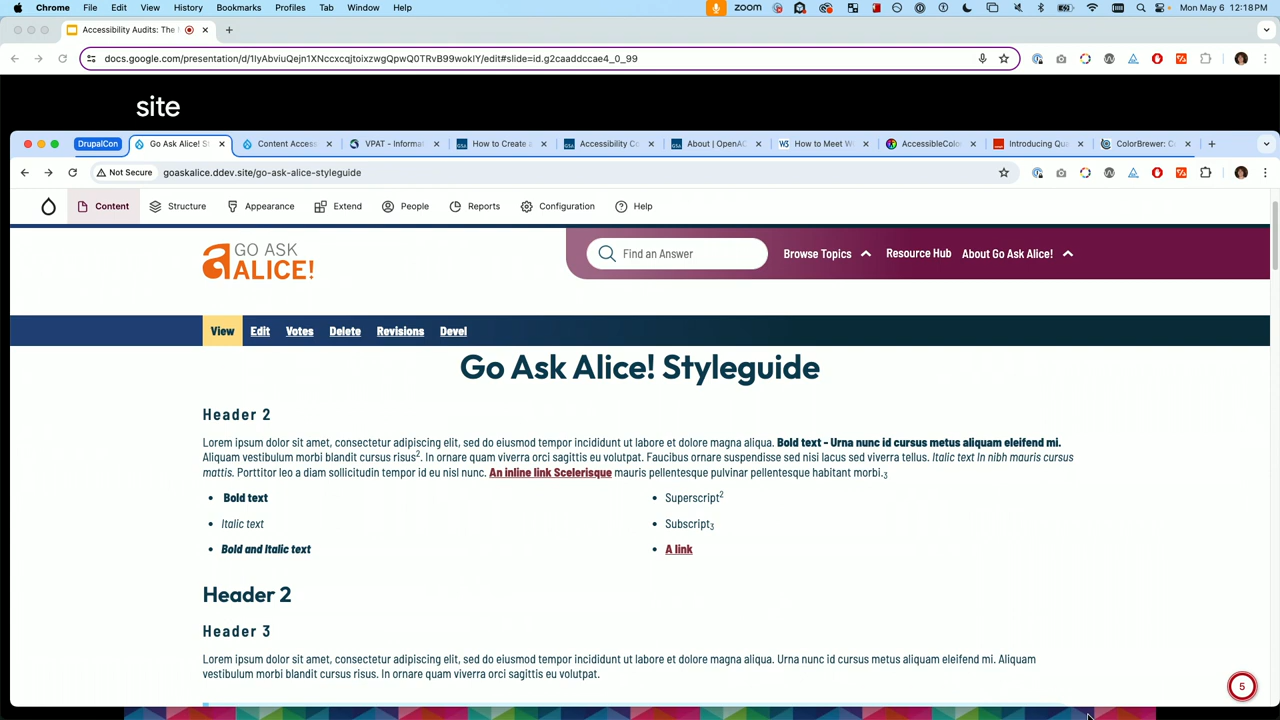 Chrome File Edit View History Bookmarks Profiles Tab Window Help zoom Mon May 6 12:18 PM
Accessibility Audits: The
docs.google.com/presentation/d/1IyAbviuQejn1XNccxcqjtoixzwgQpwQ0TRvB99wokIY/edit#slide=id.g2caaddccae4_0_99
site
DrupalCon Go Ask Alice! S Content Access VPAT - Informat How to Create a Accessibility Co About | OpenAC How to Meet W AccessibleColo Introducing Qua ColorBrewer: C
Not Secure goaskalice.ddev.site/go-ask-alice-styleguide
Content Structure Appearance Extend People Reports Configuration Help
GO ASK
ALICE!
Find an Answer Browse Topics Resource Hub About Go Ask Alice!
View Edit Votes Delete Revisions Devel
Go Ask Alice! Styleguide
Header 2
Lorem ipsum dolor sit amet, consectetur adipiscing elit, sed do eiusmod tempor incididunt ut labore et dolore magna aliqua. Bold text - Urna nunc id cursus metus aliquam eleifend mi.
Aliquam vestibulum morbi blandit cursus risus2. In ornare quam viverra orci sagittis eu volutpat. Faucibus ornare suspendisse sed nisi lacus sed viverra tellus. Italic text In nibh mauris cursus
mattis. Porttitor leo a diam sollicitudin tempor id eu nisl nunc. An inline link Scelerisque mauris pellentesque pulvinar pellentesque habitant morbi.3
• Bold text
• Italic text
• Bold and Italic text
• Superscript2
• Subscript3
• A link
Header 2
Header 3
Lorem ipsum dolor sit amet, consectetur adipiscing elit, sed do eiusmod tempor incididunt ut labore et dolore magna aliqua. Urna nunc id cursus metus aliquam eleifend mi. Aliquam
vestibulum morbi blandit cursus risus. In ornare quam viverra orci sagittis eu volutpat.
5